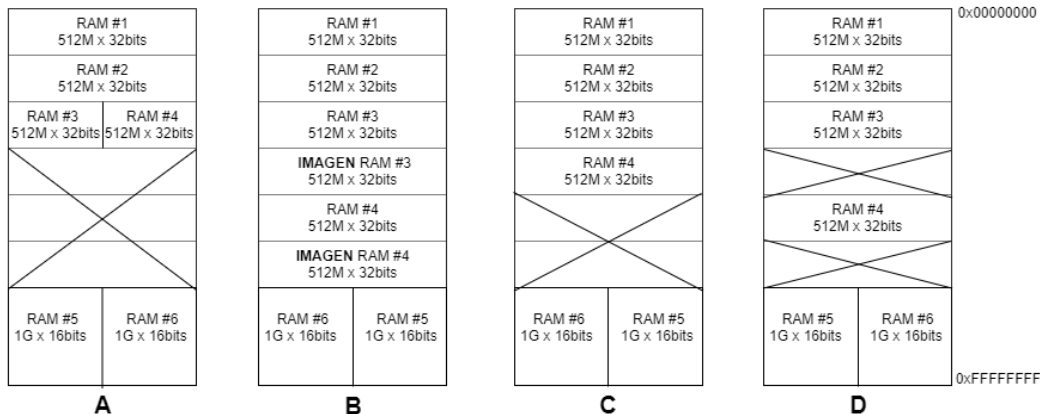 RAM #1
512M x 32bits
RAM #2
512M x 32bits
RAM #3
512M x 32bits
RAM #4
512M x 32bits
RAM #5
1G x 16bits
RAM #6
1G x 16bits
A
RAM #1
512M x 32bits
RAM #2
512M x 32bits
RAM #3
512M x 32bits
IMAGEN RAM #3
512M x 32bits
RAM #4
512M x 32bits
IMAGEN RAM #4
512M x 32bits
RAM #6
1G x 16bits
RAM #5
1G x 16bits
B
RAM #1
512M x 32bits
RAM #2
512M x 32bits
RAM #3
512M x 32bits
RAM #4
512M x 32bits
RAM #6
1G x 16bits
RAM #5
1G x 16bits
C
RAM #1
512M x 32bits
RAM #2
512M x 32bits
RAM #3
512M x 32bits
RAM #4
512M x 32bits
RAM #5
1G x 16bits
RAM #6
1G x 16bits
D
0x00000000
0xFFFFFFFF